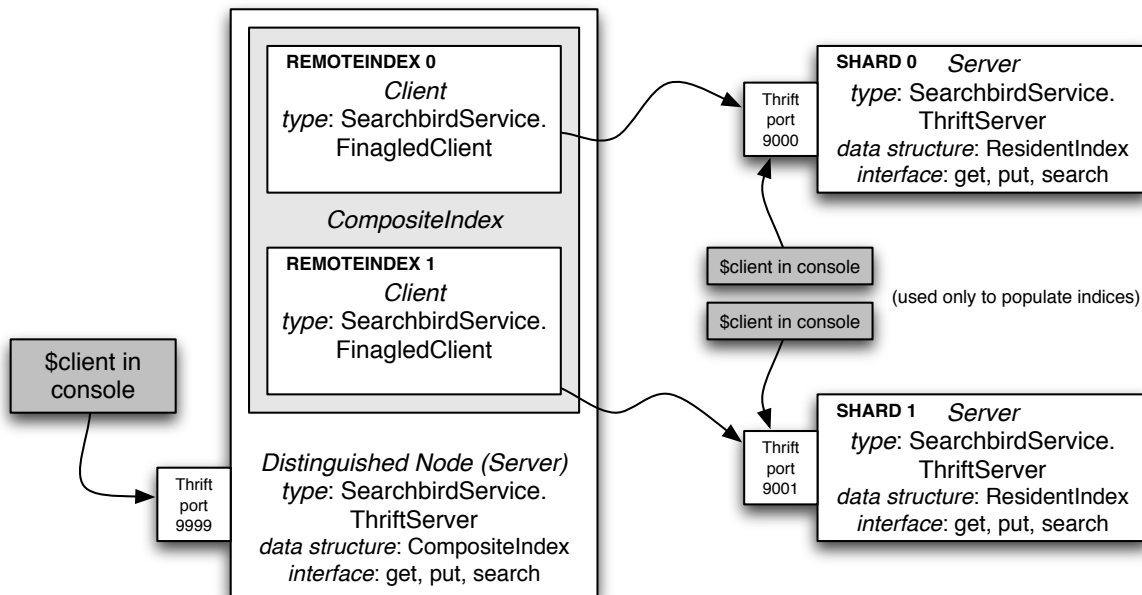 REMOTEINDEX 0
Client
type: SearchbirdService.
FinagledClient
CompositeIndex
REMOTEINDEX 1
Client
type: SearchbirdService.
FinagledClient
$client in
console
Thrift
port
9999
Distinguished Node (Server)
type: SearchbirdService.
ThriftServer
data structure: CompositeIndex
interface: get, put, search
Thrift
port
9000
SHARD 0 Server
type: SearchbirdService.
ThriftServer
data structure: ResidentIndex
interface: get, put, search
$client in console
$client in console
(used only to populate indices)
Thrift
port
9001
SHARD 1 Server
type: SearchbirdService.
ThriftServer
data structure: ResidentIndex
interface: get, put, search